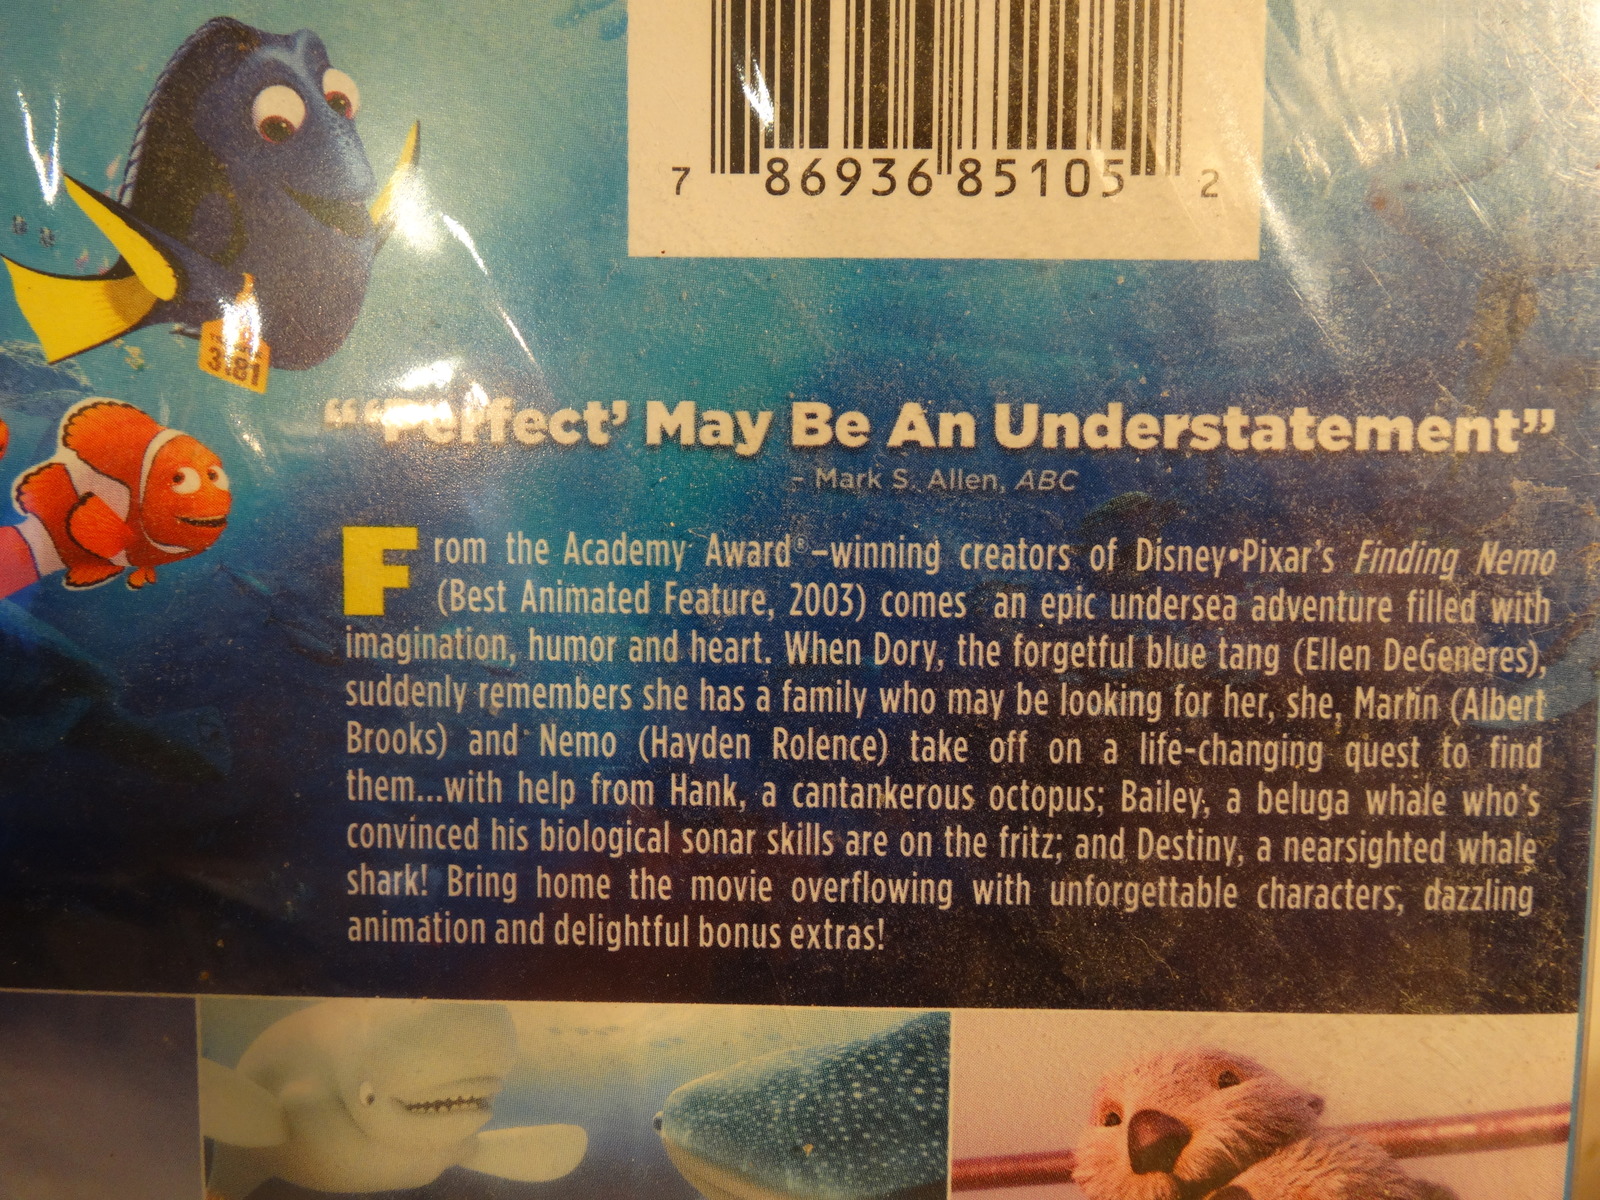 7 86936 85105 2
3.81
“ ‘Perfect’ May Be An Understatement”
– Mark S. Allen, ABC
From the Academy Award®–winning creators of Disney•Pixar’s Finding Nemo
(Best Animated Feature, 2003) comes an epic undersea adventure filled with
imagination, humor and heart. When Dory, the forgetful blue tang (Ellen DeGeneres),
suddenly remembers she has a family who may be looking for her, she, Marlin (Albert
Brooks) and Nemo (Hayden Rolence) take off on a life-changing quest to find
them...with help from Hank, a cantankerous octopus; Bailey, a beluga whale who’s
convinced his biological sonar skills are on the fritz; and Destiny, a nearsighted whale
shark! Bring home the movie overflowing with unforgettable characters, dazzling
animation and delightful bonus extras!